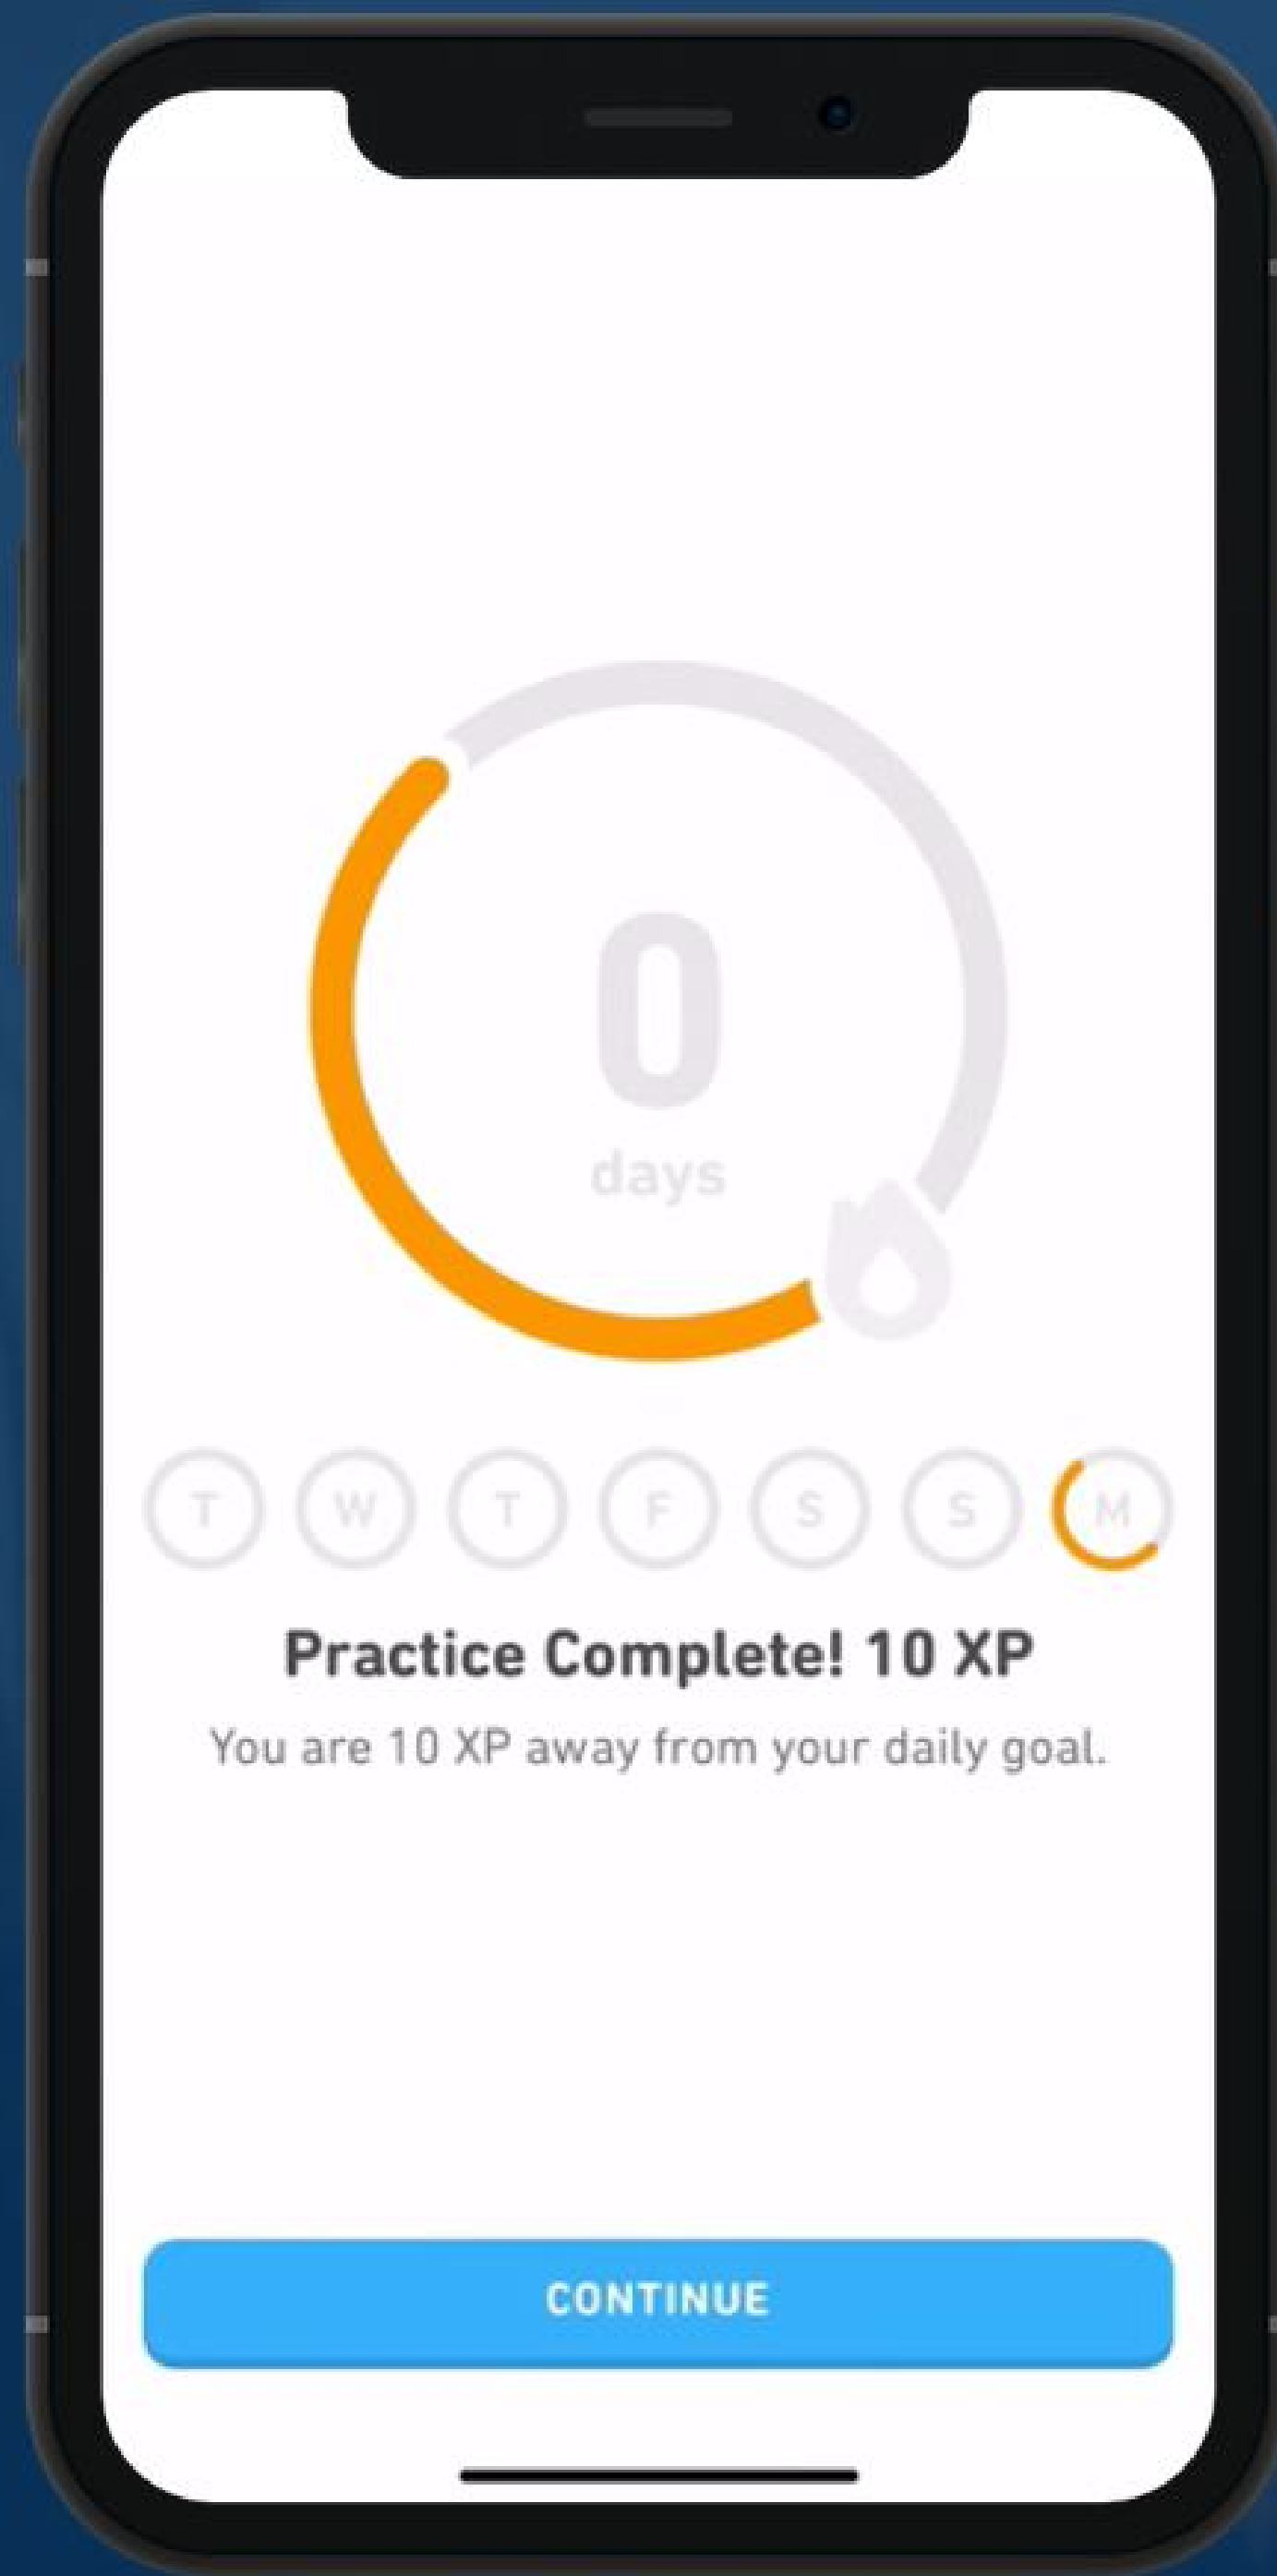 0
days
T W T F S S M
Practice Complete! 10 XP
You are 10 XP away from your daily goal.
CONTINUE